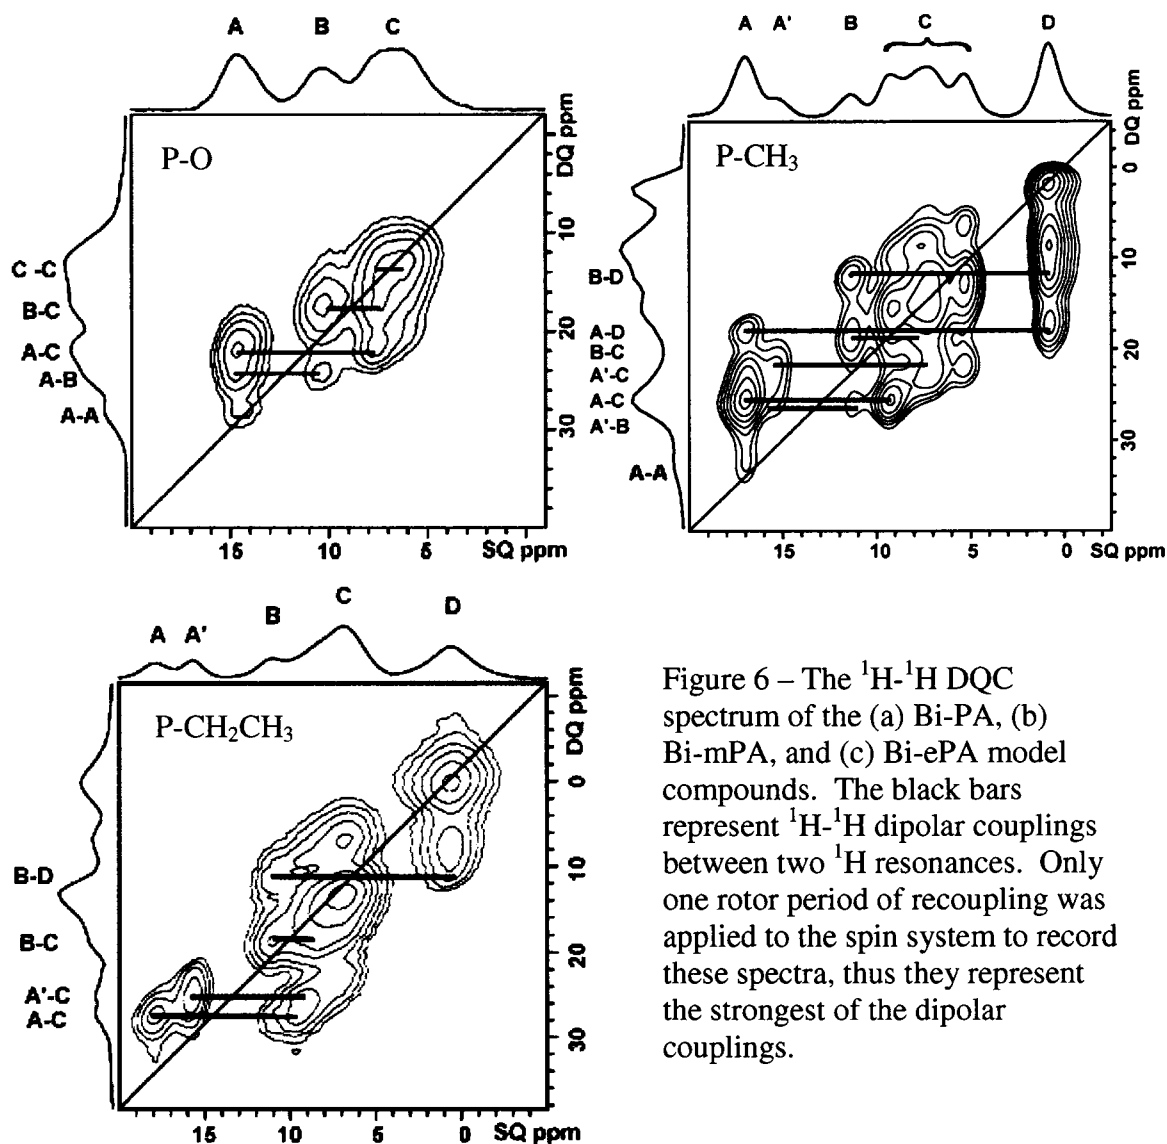 A B C
P-O
DQ ppm
10
20
30
C -C
B-C
A-C
A-B
A-A
15 10 5 SQ ppm
A A' B C D
P-CH₃
DQ ppm
0
10
20
30
B-D
A-D
B-C
A'-C
A-C
A'-B
A-A
15 10 5 0 SQ ppm
A A' B C D
P-CH₂CH₃
DQ ppm
0
10
20
30
B-D
B-C
A'-C
A-C
15 10 5 0 SQ ppm
Figure 6 – The ¹H-¹H DQC
spectrum of the (a) Bi-PA, (b)
Bi-mPA, and (c) Bi-ePA model
compounds. The black bars
represent ¹H-¹H dipolar couplings
between two ¹H resonances. Only
one rotor period of recoupling was
applied to the spin system to record
these spectra, thus they represent
the strongest of the dipolar
couplings.